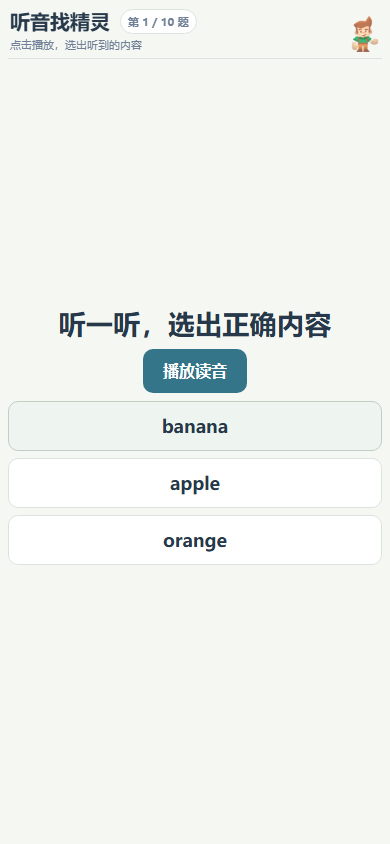 听音找精灵
第 1 / 10 题
点击播放，选出听到的内容
听一听，选出正确内容
播放读音
banana
apple
orange